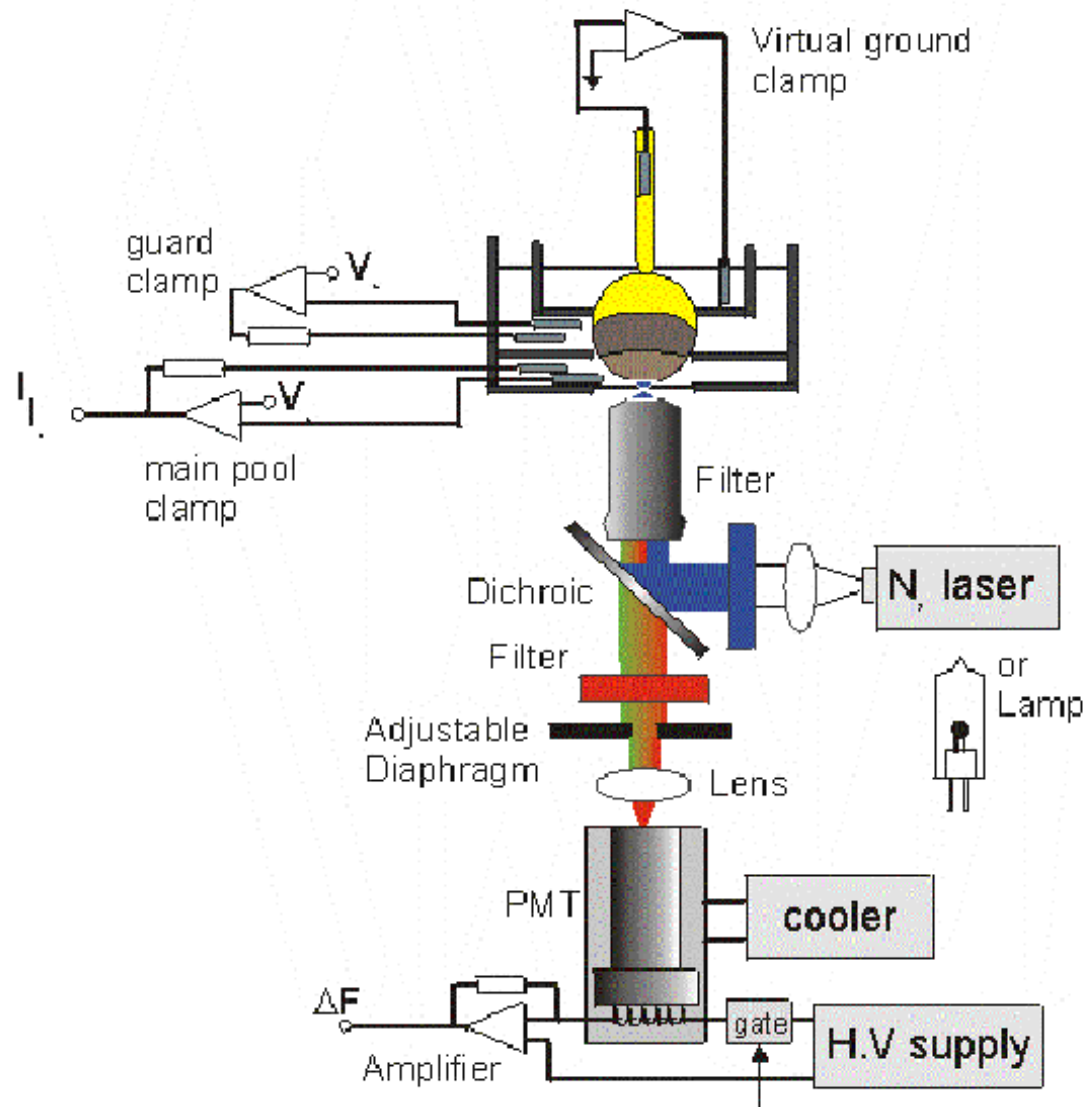 Virtual ground
clamp
guard
clamp
V.
I
I.
V.
main pool
clamp
Filter
Dichroic
N, laser
Filter
or
Lamp
Adjustable
Diaphragm
Lens
PMT
cooler
ΔF
gate
H.V supply
Amplifier